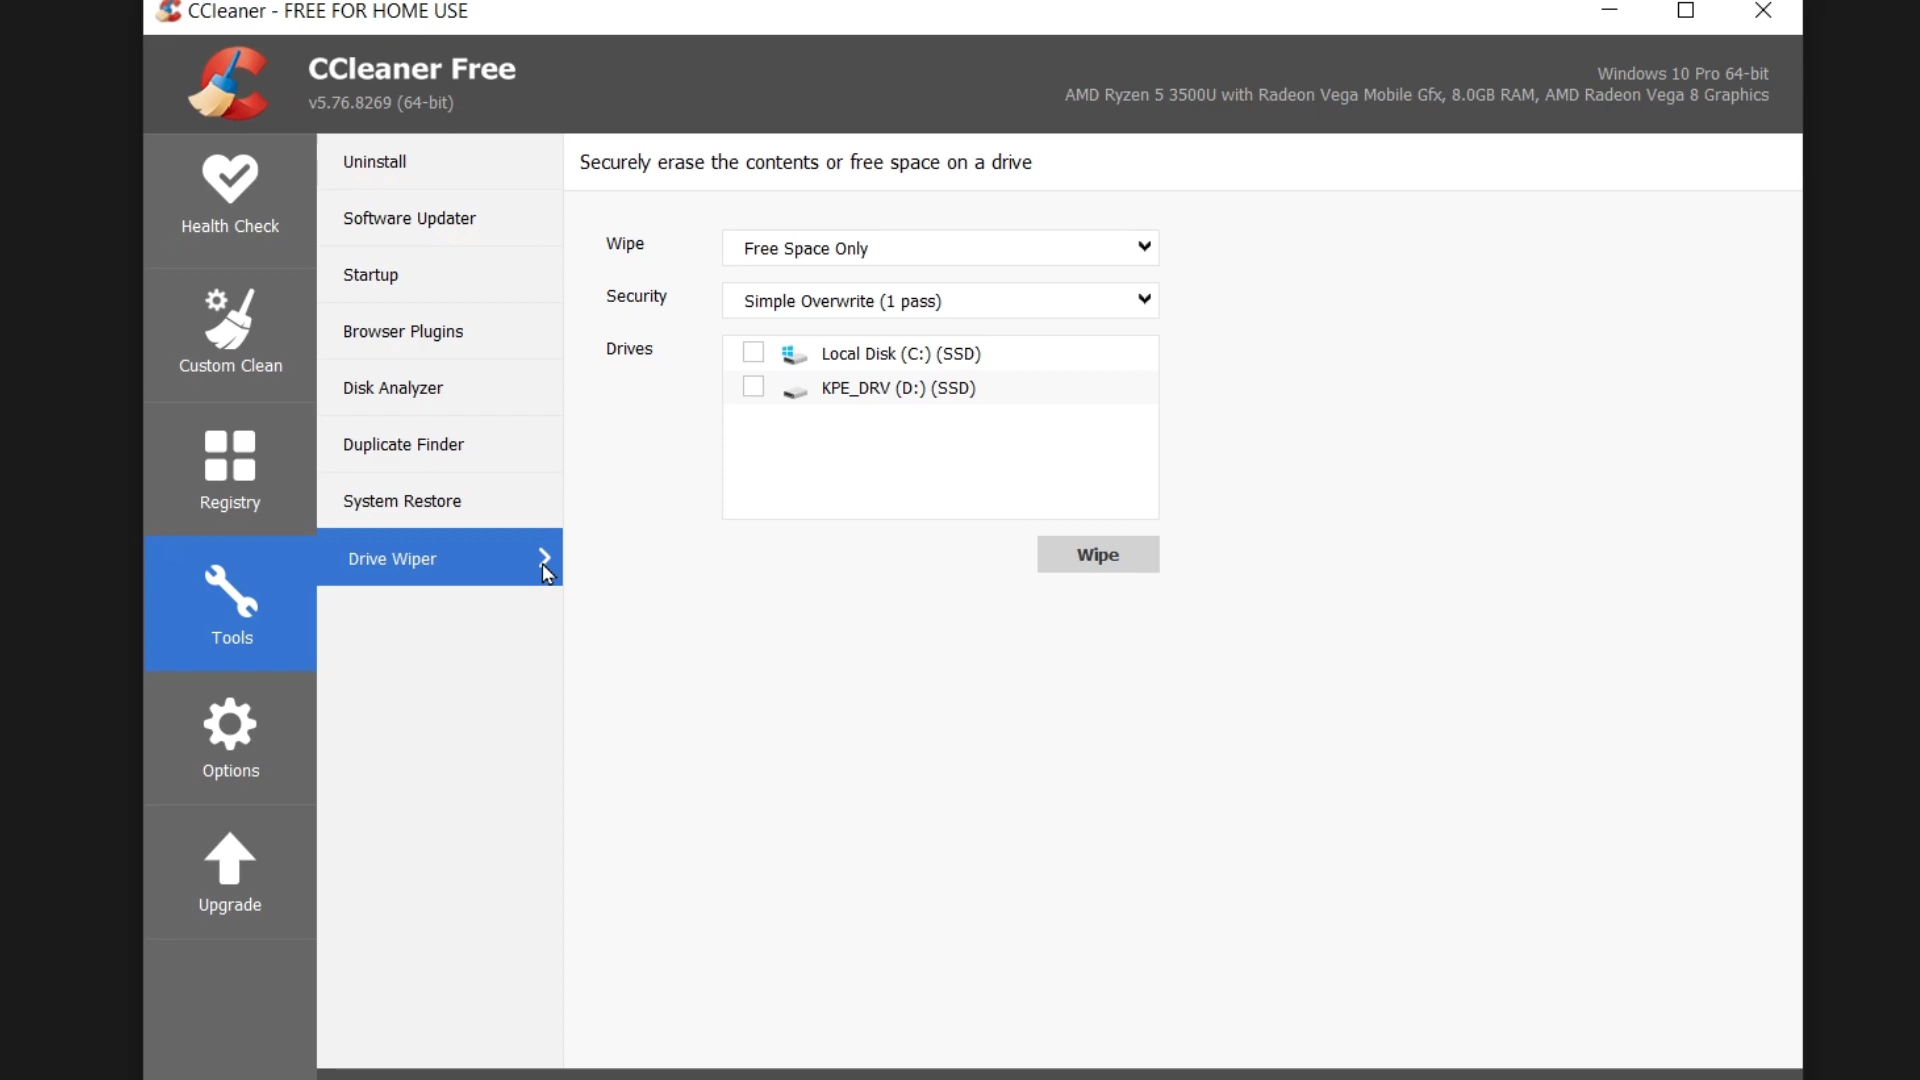 CCleaner - FREE FOR HOME USE
CCleaner Free
v5.76.8269 (64-bit)
Windows 10 Pro 64-bit
AMD Ryzen 5 3500U with Radeon Vega Mobile Gfx, 8.0GB RAM, AMD Radeon Vega 8 Graphics
Health Check
Custom Clean
Registry
Tools
Options
Upgrade
Uninstall
Software Updater
Startup
Browser Plugins
Disk Analyzer
Duplicate Finder
System Restore
Drive Wiper
Securely erase the contents or free space on a drive
Wipe
Free Space Only
Security
Simple Overwrite (1 pass)
Drives
Local Disk (C:) (SSD)
KPE_DRV (D:) (SSD)
Wipe